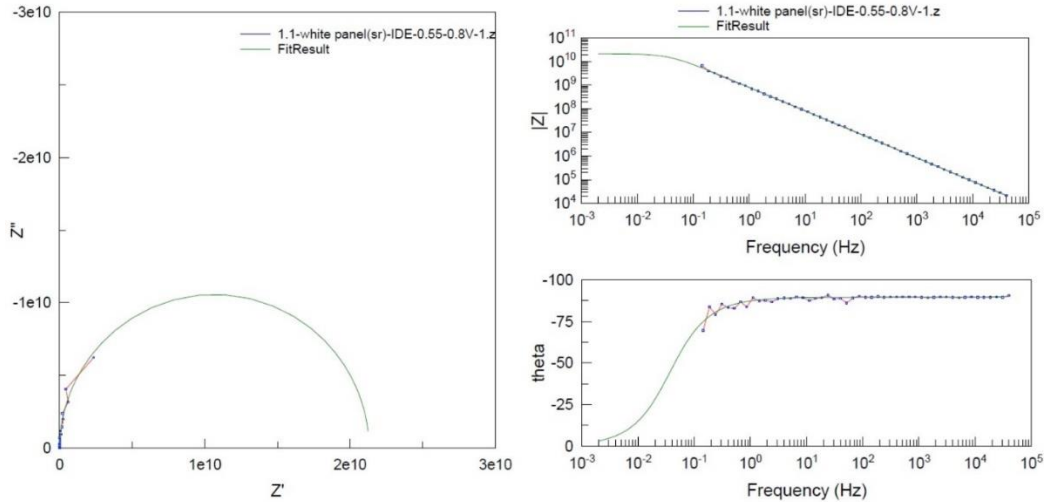 -3e10
1.1-white panel(sr)-IDE-0.55-0.8V-1.z
FitResult
-2e10
Z''
-1e10
0
0
1e10
2e10
3e10
Z'
1.1-white panel(sr)-IDE-0.55-0.8V-1.z
FitResult
10^11
10^10
10^9
10^8
|Z|
10^7
10^6
10^5
10^4
10^-3 10^-2 10^-1 10^0 10^1 10^2 10^3 10^4 10^5
Frequency (Hz)
-100
-75
theta
-50
-25
0
10^-3 10^-2 10^-1 10^0 10^1 10^2 10^3 10^4 10^5
Frequency (Hz)